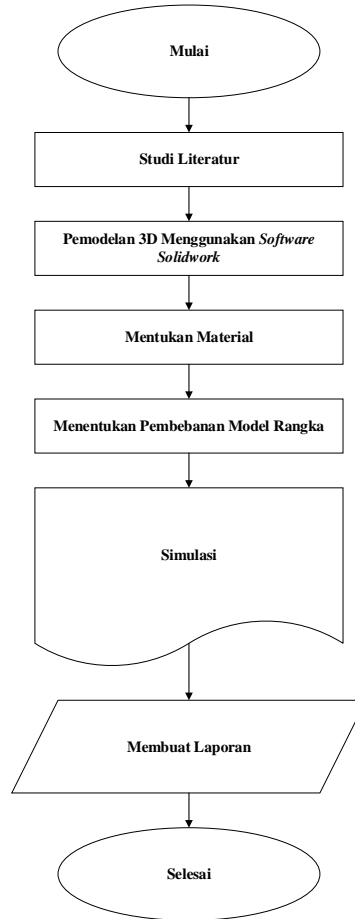 Mulai
Studi Literatur
Pemodelan 3D Menggunakan Software
Solidwork
Mentukan Material
Menentukan Pembebanan Model Rangka
Simulasi
Membuat Laporan
Selesai